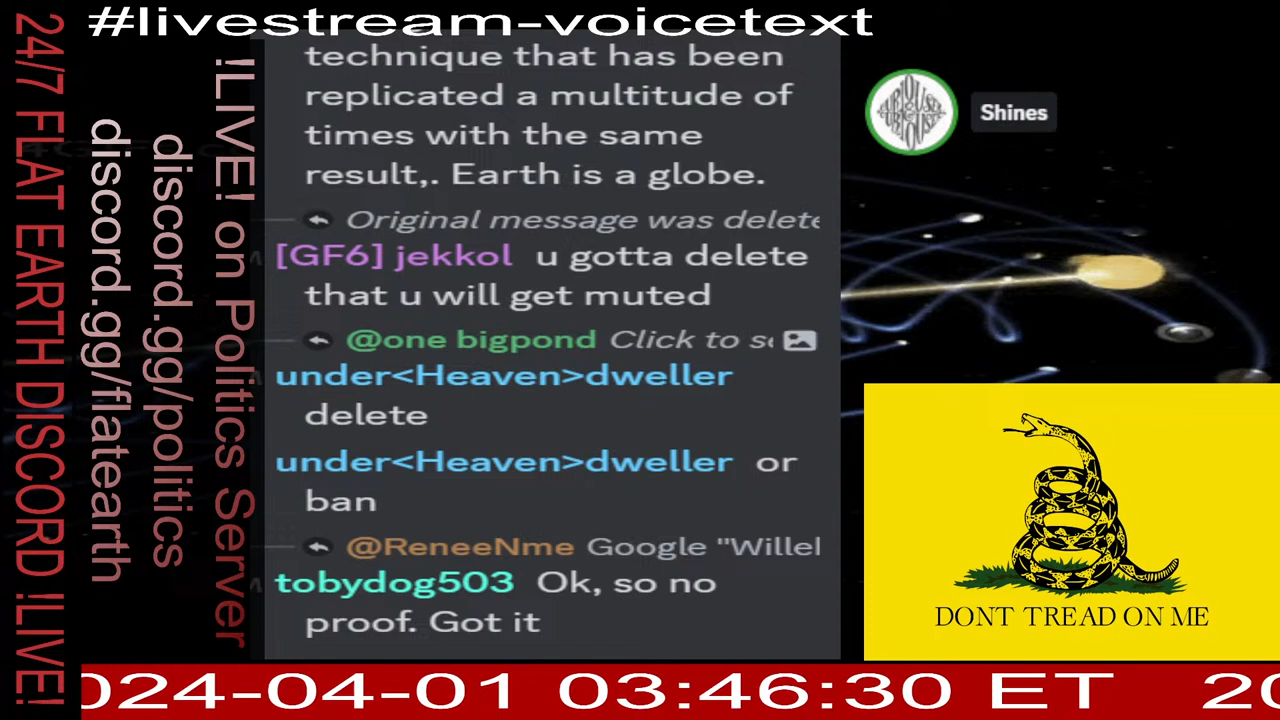 #livestream-voicetext
24/7 FLAT EARTH DISCORD !LIVE!
discord.gg/flatearth
discord.gg/politics
!LIVE! on Politics Server
technique that has been
replicated a multitude of
times with the same
result,. Earth is a globe.
Original message was delete
[GF6] jekkol u gotta delete
that u will get muted
@one bigpond Click to se
under<Heaven>dweller
delete
under<Heaven>dweller or
ban
@ReneeNme Google "Willel
tobydog503 Ok, so no
proof. Got it
Shines
DONT TREAD ON ME
024-04-01 03:46:30 ET 20